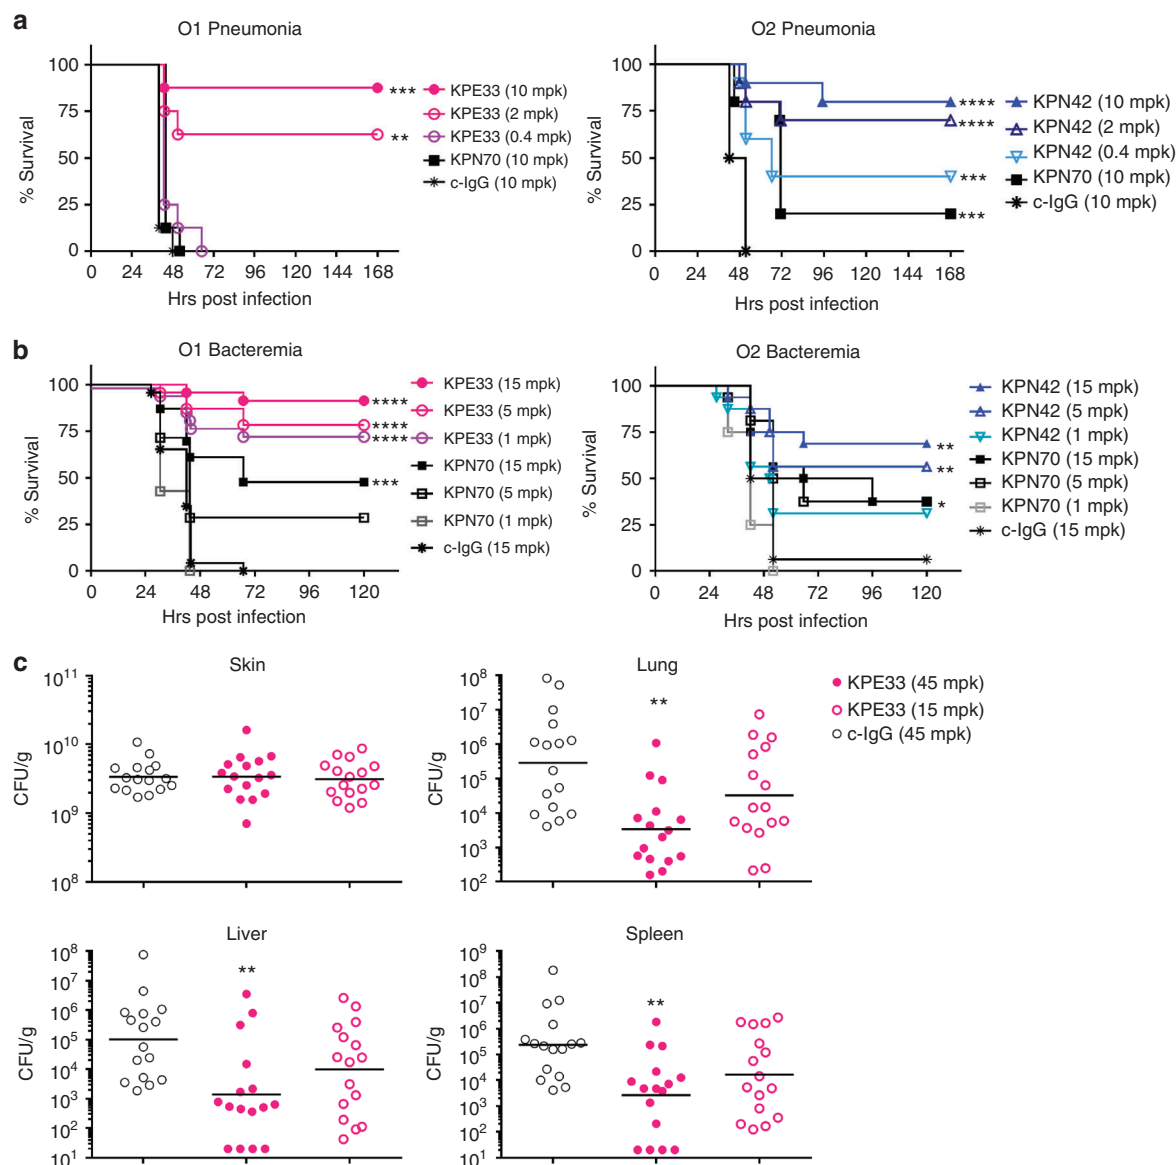 a
O1 Pneumonia
% Survival
100
75
50
25
0
0 24 48 72 96 120 144 168
Hrs post infection
KPE33 (10 mpk)
KPE33 (2 mpk)
KPE33 (0.4 mpk)
KPN70 (10 mpk)
c-IgG (10 mpk)
***
**
O2 Pneumonia
% Survival
100
75
50
25
0
0 24 48 72 96 120 144 168
Hrs post infection
KPN42 (10 mpk)
KPN42 (2 mpk)
KPN42 (0.4 mpk)
KPN70 (10 mpk)
c-IgG (10 mpk)
****
****
***
***
b
O1 Bacteremia
% Survival
100
75
50
25
0
0 24 48 72 96 120
Hrs post infection
KPE33 (15 mpk)
KPE33 (5 mpk)
KPE33 (1 mpk)
KPN70 (15 mpk)
KPN70 (5 mpk)
KPN70 (1 mpk)
c-IgG (15 mpk)
****
****
****
***
O2 Bacteremia
% Survival
100
75
50
25
0
0 24 48 72 96 120
Hrs post infection
KPN42 (15 mpk)
KPN42 (5 mpk)
KPN42 (1 mpk)
KPN70 (15 mpk)
KPN70 (5 mpk)
KPN70 (1 mpk)
c-IgG (15 mpk)
**
**
*
c
Skin
CFU/g
10¹¹
10¹⁰
10⁹
10⁸
Lung
CFU/g
10⁸
10⁷
10⁶
10⁵
10⁴
10³
10²
**
KPE33 (45 mpk)
KPE33 (15 mpk)
c-IgG (45 mpk)
Liver
CFU/g
10⁸
10⁷
10⁶
10⁵
10⁴
10³
10²
10¹
**
Spleen
CFU/g
10⁹
10⁸
10⁷
10⁶
10⁵
10⁴
10³
10²
10¹
**